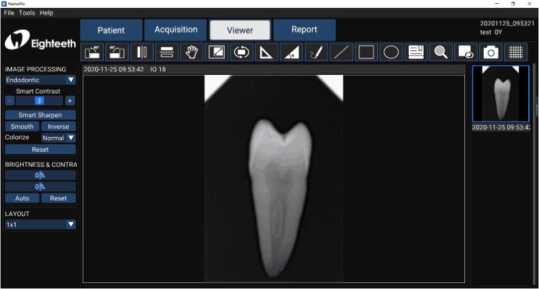 File Tools Help
Eighteeth
Patient
Acquisition
Viewer
Report
20201125_095321
test 0Y
IMAGE PROCESSING
Endodontic
Smart Contrast
- +
Smart Sharpen
Smooth Inverse
Colorize Normal
Reset
BRIGHTNESS & CONTRA
0%
0%
Auto Reset
LAYOUT
1x1
2020-11-25 09:53:42 IO 18
2020-11-25 09:53:42